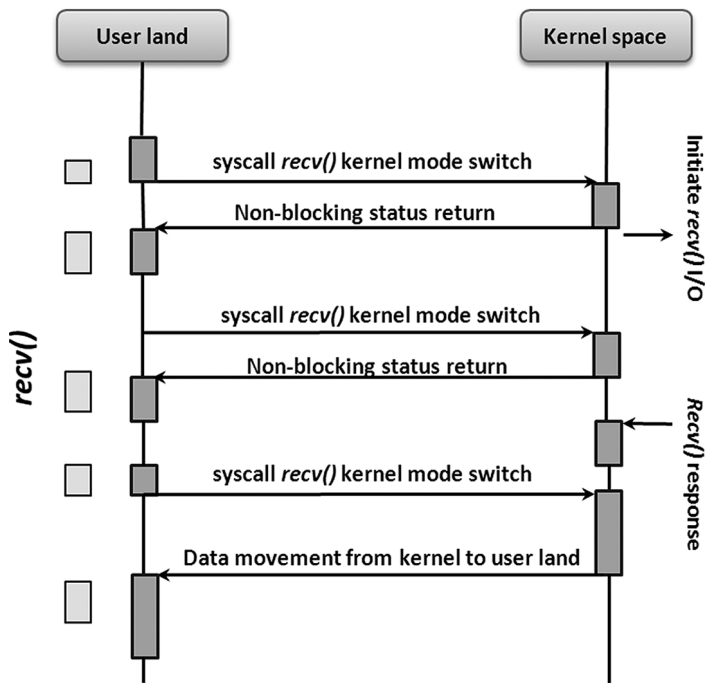 User land
Kernel space
syscall recv() kernel mode switch
Non-blocking status return
Initiate recv() I/O
syscall recv() kernel mode switch
Non-blocking status return
recv()
Recv() response
syscall recv() kernel mode switch
Data movement from kernel to user land